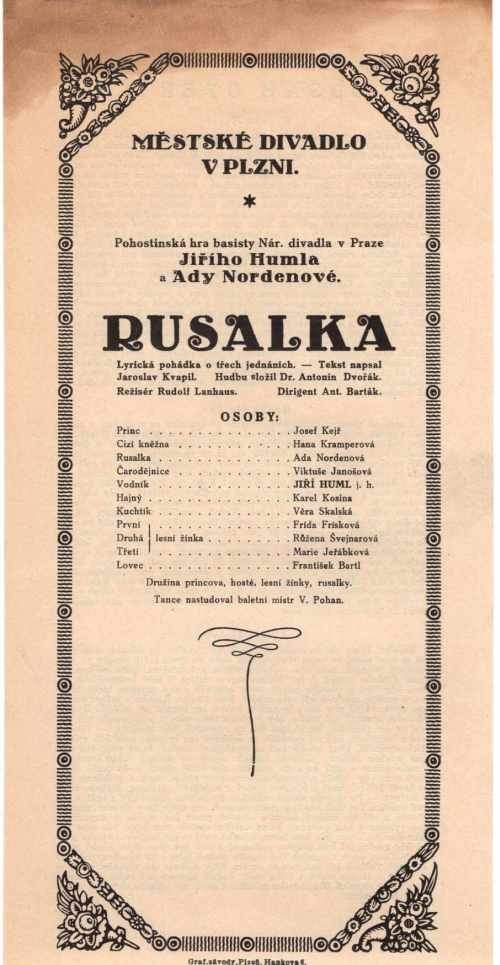 MĚSTSKÉ DIVADLO
V PLZNI.
*
Pohostinská hra basisty Nár. divadla v Praze
Jiřího Humla
a Ady Nordenové.
RUSALKA
Lyrická pohádka o třech jednáních. — Tekst napsal
Jaroslav Kvapil. Hudbu složil Dr. Antonín Dvořák.
Režisér Rudolf Lanhaus. Dirigent Ant. Barták.
OSOBY:
Princ . . . . . . . . . . . . . . . Josef Kejř
Cizí kněžna . . . . . . . . . . . . Hana Kramperová
Rusalka . . . . . . . . . . . . . . Ada Nordenová
Čarodějnice . . . . . . . . . . . . Viktuše Janošová
Vodník . . . . . . . . . . . . . . JIŘÍ HUML j. h.
Hajný . . . . . . . . . . . . . . . Karel Kosina
Kuchtík . . . . . . . . . . . . . . Věra Skalská
První . . . . . . . . . . . . Frída Frísková
Druhá lesní žínka . . . . . . . . . Růžena Švejnarová
Třetí . . . . . . . . . . . . Marie Jeřábková
Lovec . . . . . . . . . . . . . . . František Bartl
Družina princova, hosté, lesní žínky, rusalky.
Tance nastudoval baletní mistr V. Pohan.
Graf. závody, Plzeň, Hankova 6.